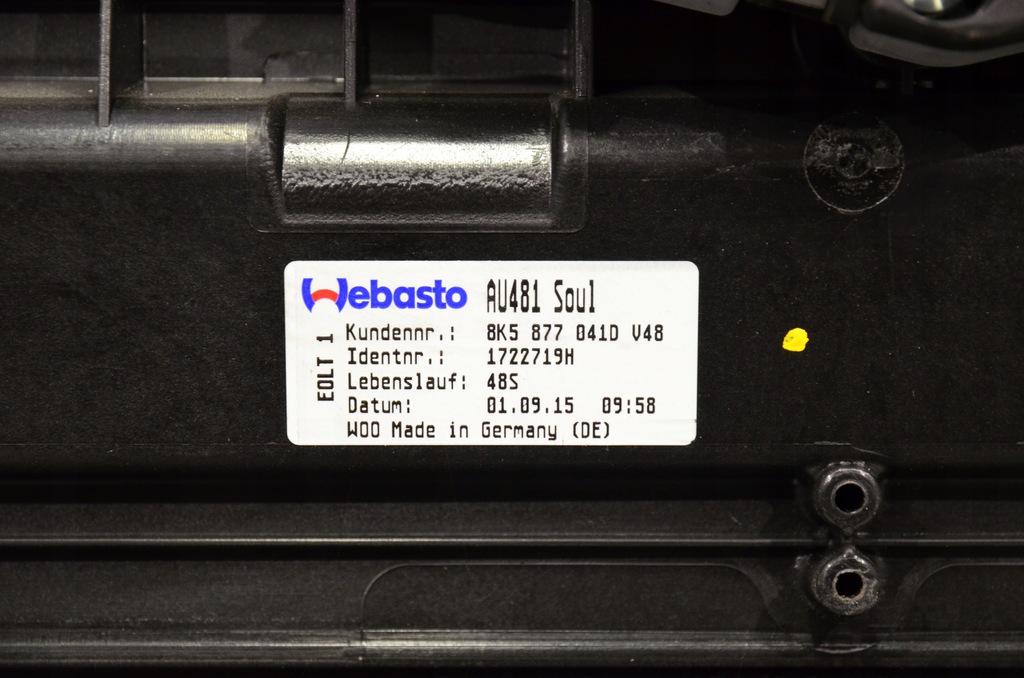 Webasto AU481 Soul
EOLT 1
Kundennr.: 8K5 877 041D V48
Identnr.: 1722719H
Lebenslauf: 48S
Datum: 01.09.15 09:58
WOO Made in Germany (DE)